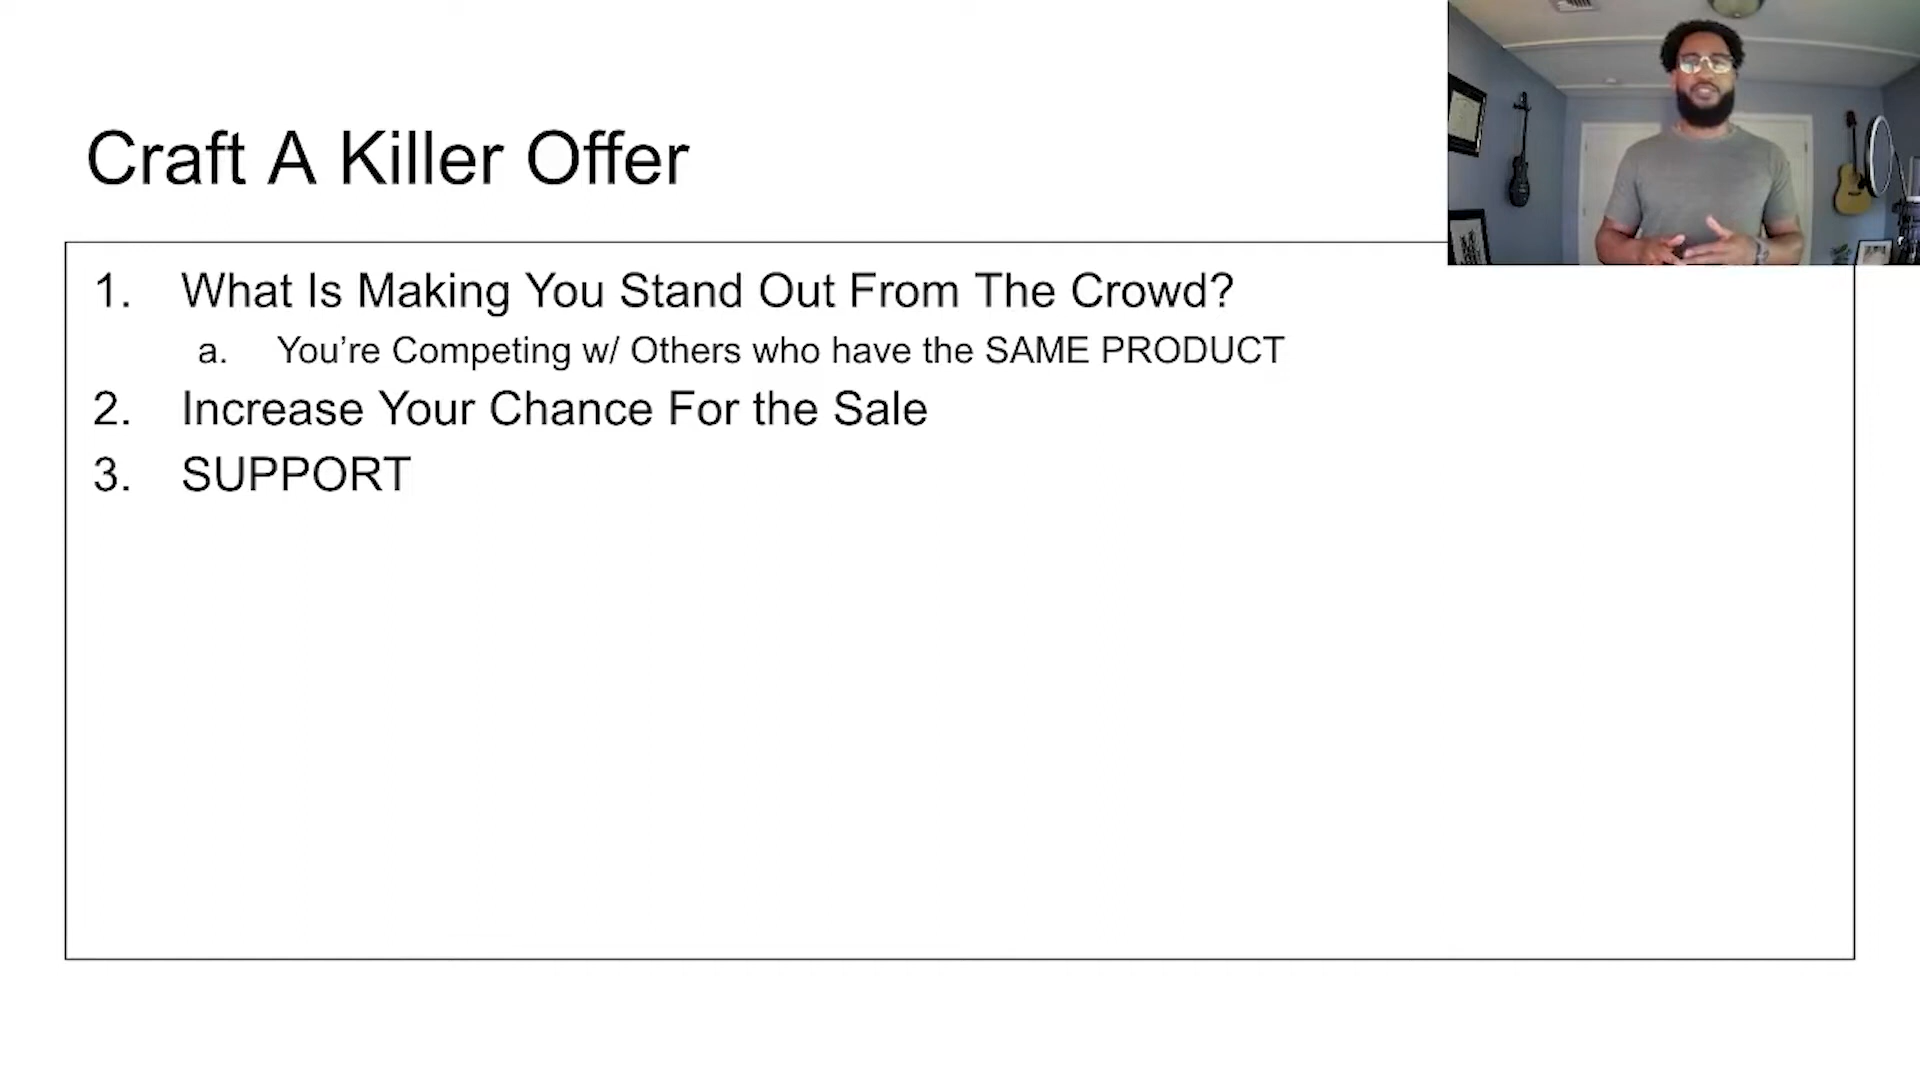 Craft A Killer Offer
1. What Is Making You Stand Out From The Crowd?
a. You’re Competing w/ Others who have the SAME PRODUCT
2. Increase Your Chance For the Sale
3. SUPPORT